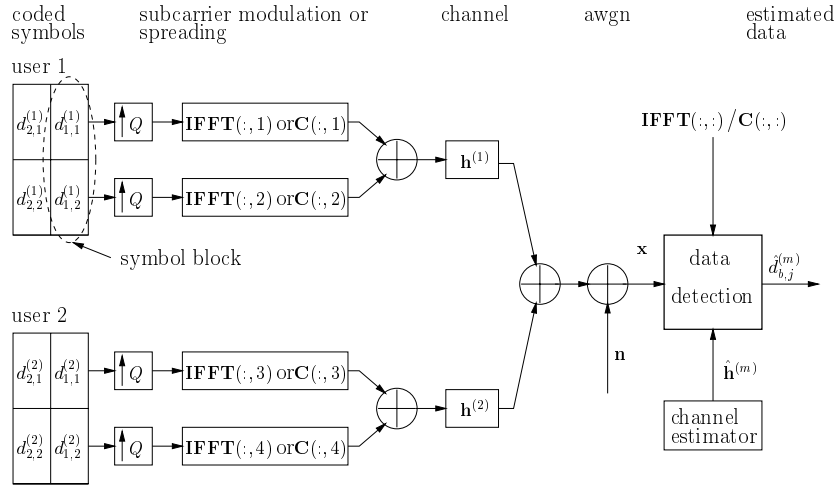 coded symbols
subcarrier modulation or spreading
channel
awgn
estimated data
user 1
d_{2,1}^{(1)} d_{1,1}^{(1)} ↑Q IFFT(:,1) or C(:,1)
d_{2,2}^{(1)} d_{1,2}^{(1)} ↑Q IFFT(:,2) or C(:,2)
h^{(1)}
symbol block
IFFT(:,:)/C(:,:)
x
data detection
\hat{d}_{b,j}^{(m)}
n
\hat{h}^{(m)}
channel estimator
user 2
d_{2,1}^{(2)} d_{1,1}^{(2)} ↑Q IFFT(:,3) or C(:,3)
d_{2,2}^{(2)} d_{1,2}^{(2)} ↑Q IFFT(:,4) or C(:,4)
h^{(2)}